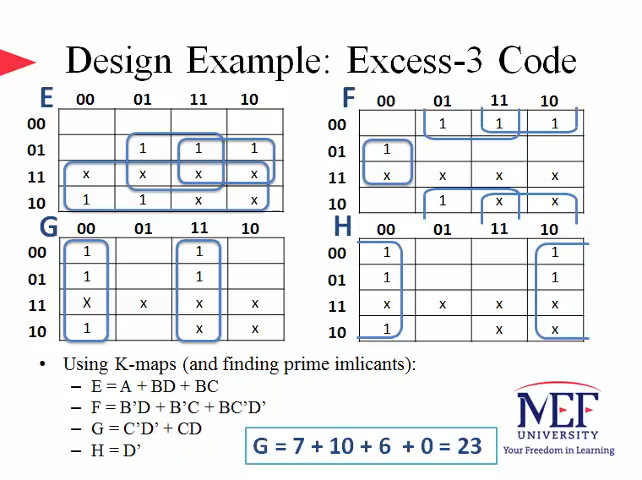 Design Example: Excess-3 Code
E 00 01 11 10
00
01 1 1 1
11 x x x x
10 1 1 x x
F 00 01 11 10
00 1 1 1
01 1
11 x x x x
10 1 x x
G 00 01 11 10
00 1 1
01 1 1
11 X x x x
10 1 x x
H 00 01 11 10
00 1 1
01 1 1
11 x x x x
10 1 x x
• Using K-maps (and finding prime imlicants):
– E = A + BD + BC
– F = B’D + B’C + BC’D’
– G = C’D’ + CD
– H = D’
G = 7 + 10 + 6 + 0 = 23
MEF
UNIVERSITY
Your Freedom in Learning